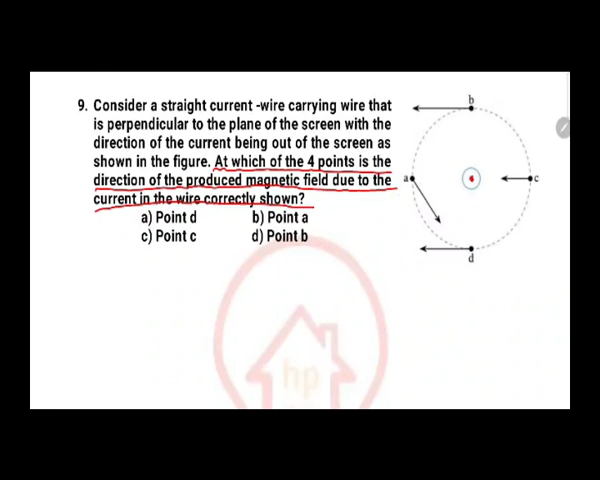 9. Consider a straight current -wire carrying wire that
is perpendicular to the plane of the screen with the
direction of the current being out of the screen as
shown in the figure. At which of the 4 points is the
direction of the produced magnetic field due to the
current in the wire correctly shown?
a) Point d b) Point a
c) Point c d) Point b
b
a
c
d
hp